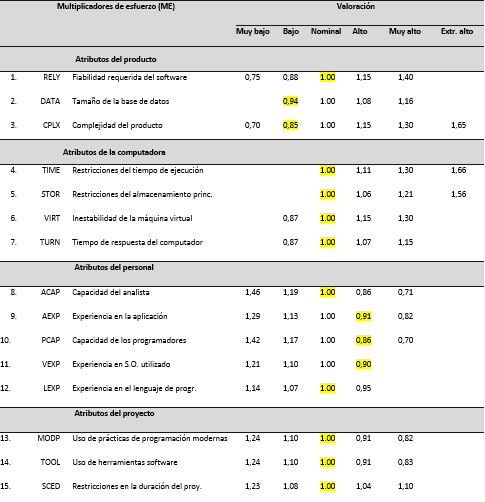 Multiplicadores de esfuerzo (ME) Valoración
Muy bajo Bajo Nominal Alto Muy alto Extr. alto
Atributos del producto
1. RELY Fiabilidad requerida del software 0,75 0,88 1.00 1,15 1,40
2. DATA Tamaño de la base de datos 0,94 1.00 1,08 1,16
3. CPLX Complejidad del producto 0,70 0,85 1.00 1,15 1,30 1,65
Atributos de la computadora
4. TIME Restricciones del tiempo de ejecución 1.00 1,11 1,30 1,66
5. STOR Restricciones del almacenamiento princ. 1.00 1,06 1,21 1,56
6. VIRT Inestabilidad de la máquina virtual 0,87 1.00 1,15 1,30
7. TURN Tiempo de respuesta del computador 0,87 1.00 1,07 1,15
Atributos del personal
8. ACAP Capacidad del analista 1,46 1,19 1.00 0,86 0,71
9. AEXP Experiencia en la aplicación 1,29 1,13 1.00 0,91 0,82
10. PCAP Capacidad de los programadores 1,42 1,17 1.00 0,86 0,70
11. VEXP Experiencia en S.O. utilizado 1,21 1,10 1.00 0,90
12. LEXP Experiencia en el lenguaje de progr. 1,14 1,07 1.00 0,95
Atributos del proyecto
13. MODP Uso de prácticas de programación modernas 1,24 1,10 1.00 0,91 0,82
14. TOOL Uso de herramientas software 1,24 1,10 1.00 0,91 0,83
15. SCED Restricciones en la duración del proy. 1,23 1,08 1.00 1,04 1,10